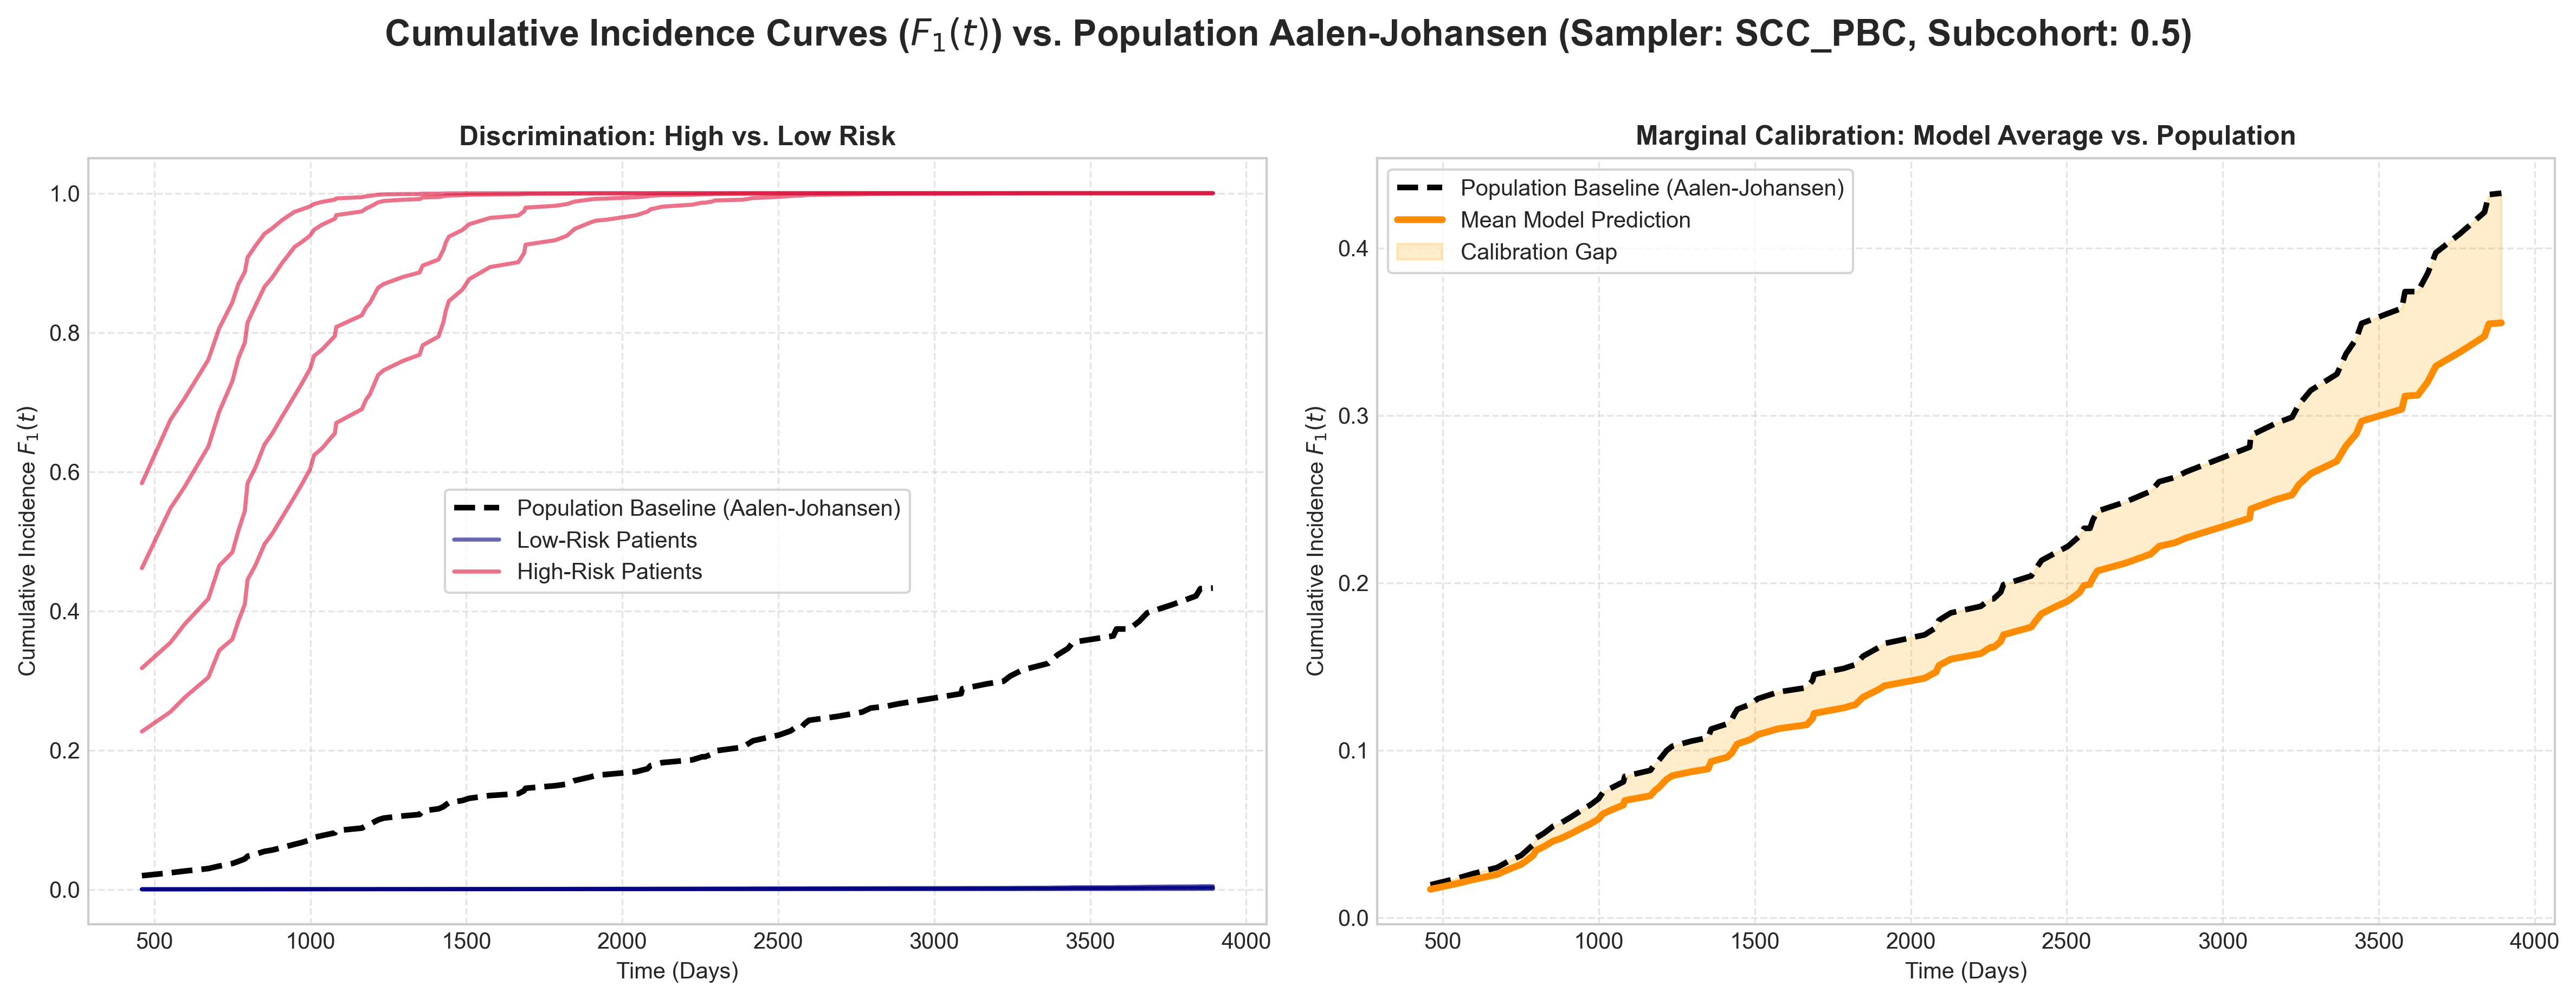 Cumulative Incidence Curves (F₁(t)) vs. Population Aalen-Johansen (Sampler: SCC_PBC, Subcohort: 0.5)
Discrimination: High vs. Low Risk
Cumulative Incidence F₁(t)
1.0
0.8
0.6
0.4
0.2
0.0
Population Baseline (Aalen-Johansen)
Low-Risk Patients
High-Risk Patients
500 1000 1500 2000 2500 3000 3500 4000
Time (Days)
Marginal Calibration: Model Average vs. Population
Cumulative Incidence F₁(t)
Population Baseline (Aalen-Johansen)
Mean Model Prediction
Calibration Gap
0.4
0.3
0.2
0.1
0.0
500 1000 1500 2000 2500 3000 3500 4000
Time (Days)